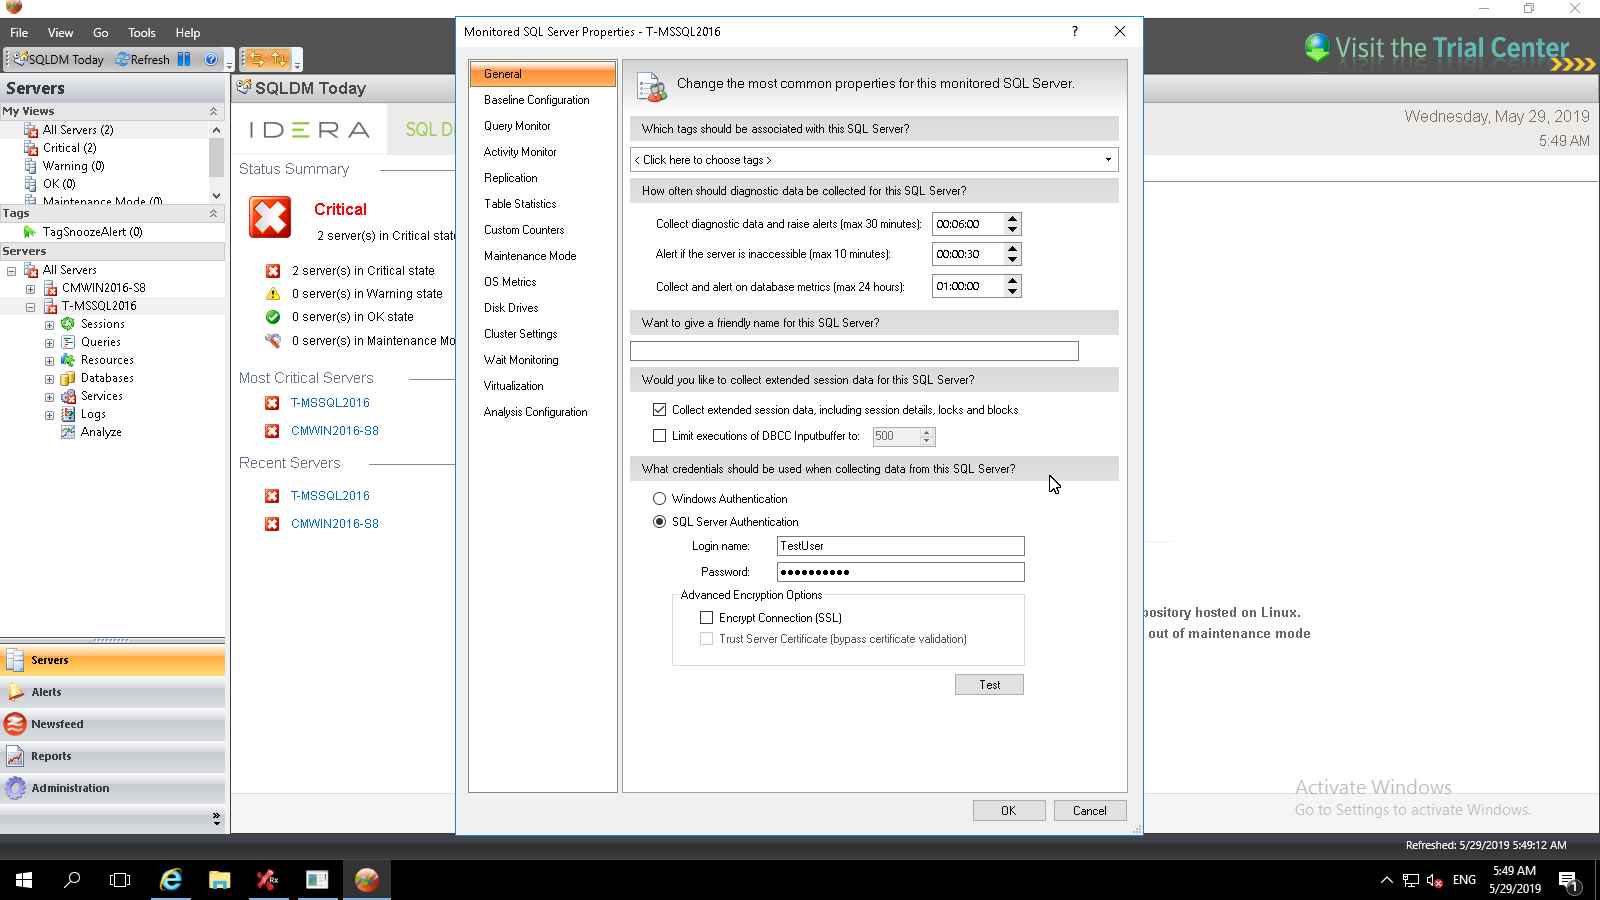 File View Go Tools Help
SQLDM Today Refresh
Servers
My Views
All Servers (2)
Critical (2)
Warning (0)
OK (0)
Maintenance Mode (0)
Tags
TagSnoozeAlert (0)
Servers
All Servers
CMWIN2016-S8
T-MSSQL2016
Sessions
Queries
Resources
Databases
Services
Logs
Analyze
Servers
Alerts
Newsfeed
Reports
Administration
SQLDM Today
IDERA SQL D
Status Summary
Critical
2 server(s) in Critical stat
2 server(s) in Critical state
0 server(s) in Warning state
0 server(s) in OK state
0 server(s) in Maintenance Mo
Most Critical Servers
T-MSSQL2016
CMWIN2016-S8
Recent Servers
T-MSSQL2016
CMWIN2016-S8
Monitored SQL Server Properties - T-MSSQL2016 ?
General
Baseline Configuration
Query Monitor
Activity Monitor
Replication
Table Statistics
Custom Counters
Maintenance Mode
OS Metrics
Disk Drives
Cluster Settings
Wait Monitoring
Virtualization
Analysis Configuration
Change the most common properties for this monitored SQL Server.
Which tags should be associated with this SQL Server?
< Click here to choose tags >
How often should diagnostic data be collected for this SQL Server?
Collect diagnostic data and raise alerts (max 30 minutes): 00:06:00
Alert if the server is inaccessible (max 10 minutes): 00:00:30
Collect and alert on database metrics (max 24 hours): 01:00:00
Want to give a friendly name for this SQL Server?
Would you like to collect extended session data for this SQL Server?
Collect extended session data, including session details, locks and blocks
Limit executions of DBCC Inputbuffer to: 500
What credentials should be used when collecting data from this SQL Server?
Windows Authentication
SQL Server Authentication
Login name: TestUser
Password: ●●●●●●●●●●
Advanced Encryption Options
Encrypt Connection (SSL)
Trust Server Certificate (bypass certificate validation)
Test
OK Cancel
Visit the Trial Center
Wednesday, May 29, 2019
5:49 AM
pository hosted on Linux.
out of maintenance mode
Activate Windows
Go to Settings to activate Windows.
Refreshed: 5/29/2019 5:49:12 AM
ENG
5:49 AM
5/29/2019
1